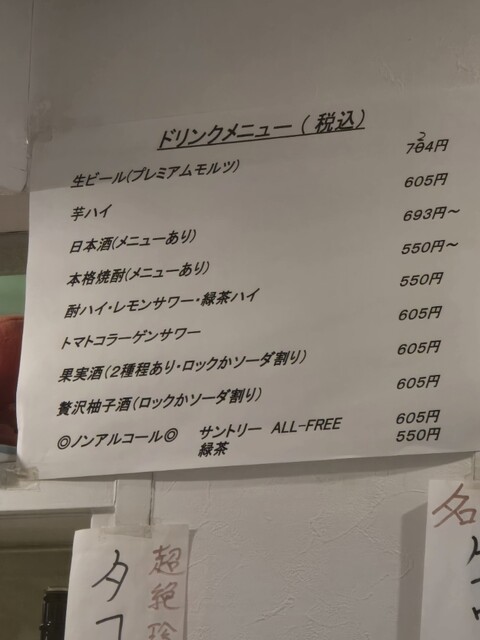 ドリンクメニュー(税込)
生ビール(プレミアムモルツ) 724円
芋ハイ 605円
日本酒(メニューあり) 693円～
本格焼酎(メニューあり) 550円～
酎ハイ・レモンサワー・緑茶ハイ 550円
トマトコラーゲンサワー 605円
果実酒(2種程あり・ロックかソーダ割り) 605円
贅沢柚子酒(ロックかソーダ割り) 605円
◎ノンアルコール◎ サントリー ALL-FREE 605円
緑茶 550円
超絶珍
タコ
名